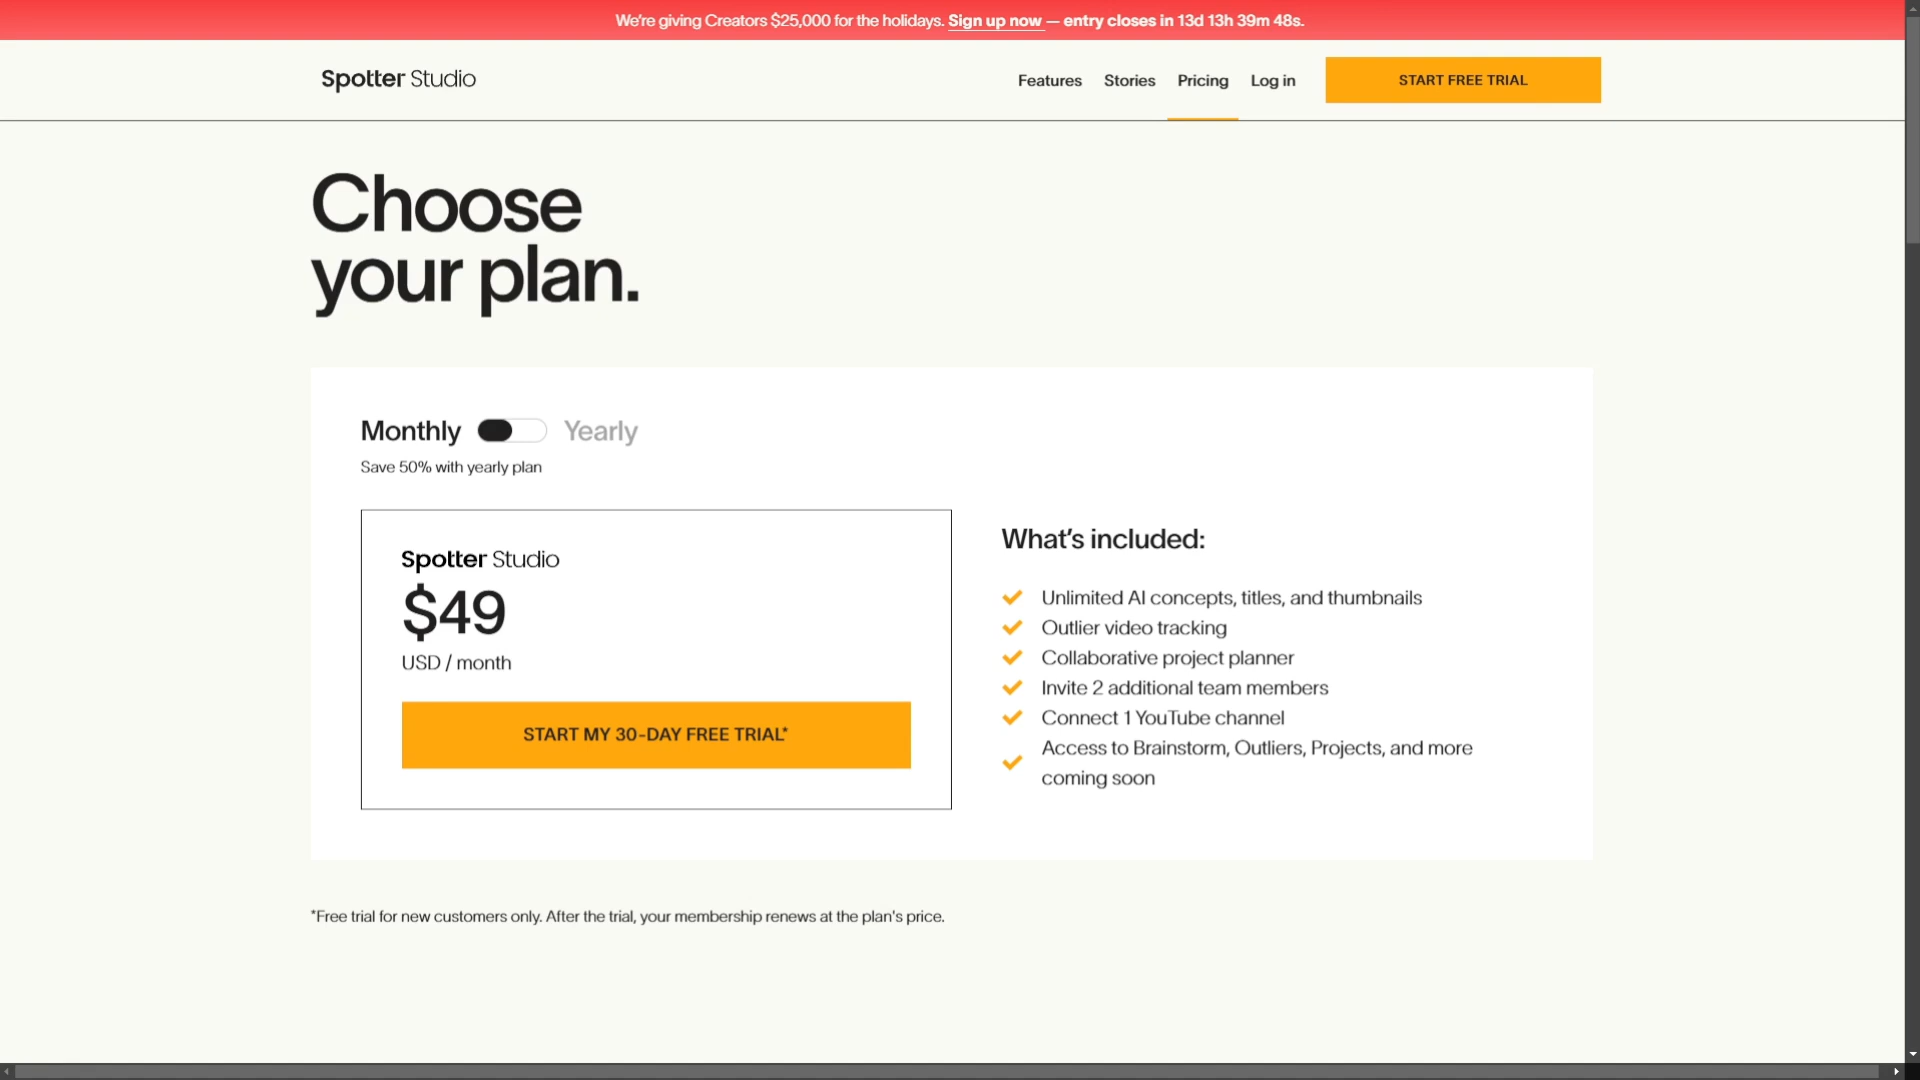 We're giving Creators $25,000 for the holidays. Sign up now — entry closes in 13d 13h 39m 48s.
Spotter Studio
Features
Stories
Pricing
Log in
START FREE TRIAL
Choose
your plan.
Monthly
Yearly
Save 50% with yearly plan
Spotter Studio
$49
USD / month
START MY 30-DAY FREE TRIAL*
What's included:
Unlimited AI concepts, titles, and thumbnails
Outlier video tracking
Collaborative project planner
Invite 2 additional team members
Connect 1 YouTube channel
Access to Brainstorm, Outliers, Projects, and more
coming soon
*Free trial for new customers only. After the trial, your membership renews at the plan's price.